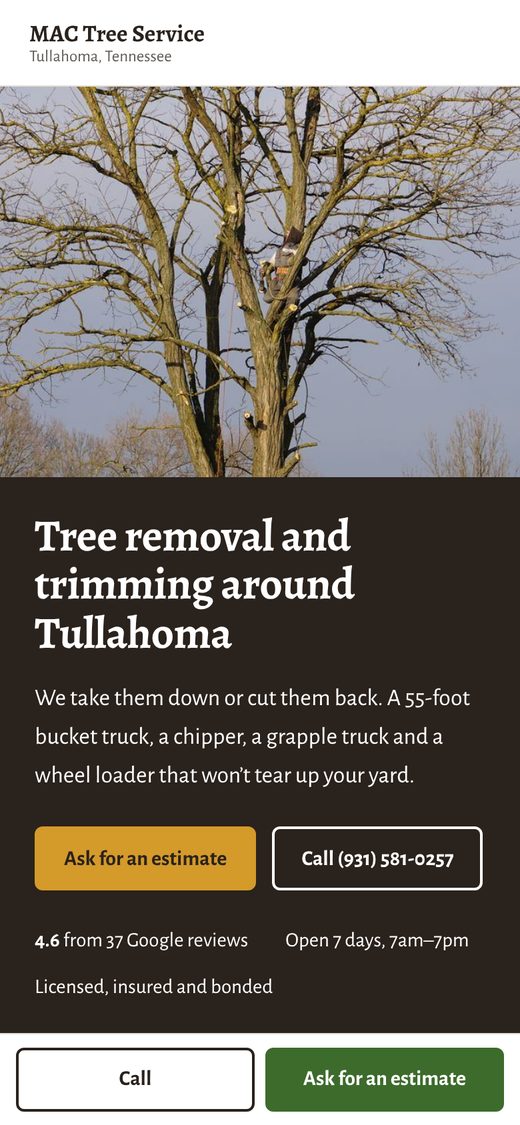 MAC Tree Service
Tullahoma, Tennessee
Tree removal and
trimming around
Tullahoma
We take them down or cut them back. A 55-foot
bucket truck, a chipper, a grapple truck and a
wheel loader that won’t tear up your yard.
Ask for an estimate
Call (931) 581-0257
4.6 from 37 Google reviews
Open 7 days, 7am–7pm
Licensed, insured and bonded
Call
Ask for an estimate